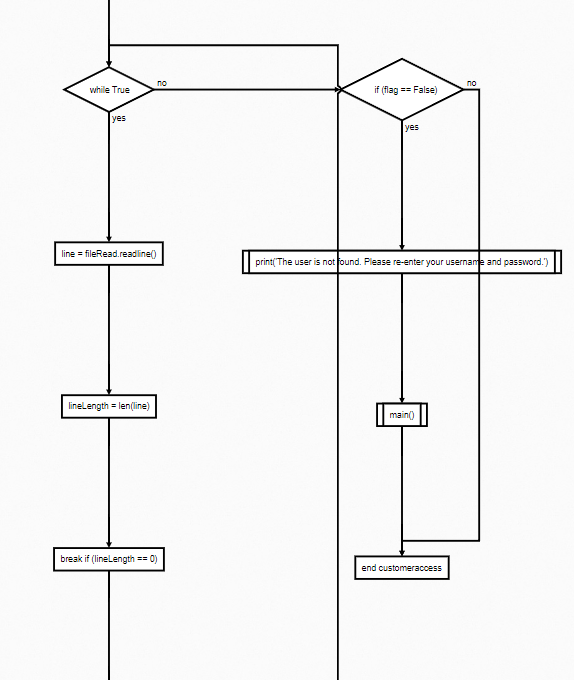 while True
no
yes
if (flag == False)
no
yes
line = fileRead.readline()
print('The user is not found. Please re-enter your username and password.')
lineLength = len(line)
main()
break if (lineLength == 0)
end customeraccess